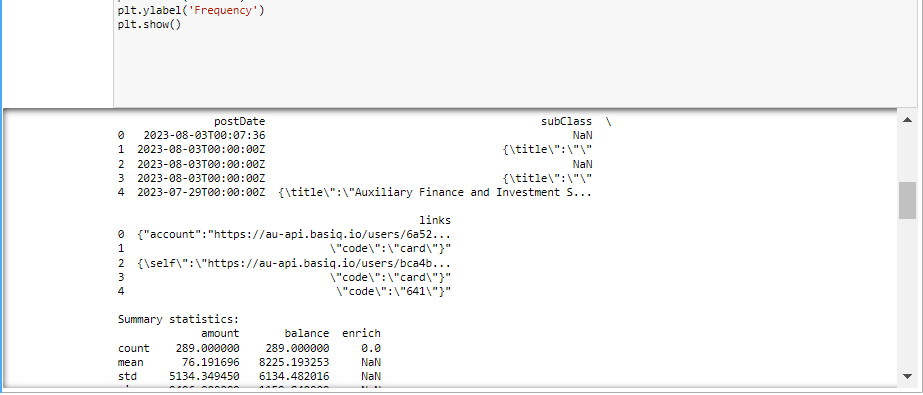 plt.ylabel('Frequency')
plt.show()
postDate subClass \
0 2023-08-03T00:07:36 NaN
1 2023-08-03T00:00:00Z {\title\":\"\"
2 2023-08-03T00:00:00Z NaN
3 2023-08-03T00:00:00Z {\title\":\"\"
4 2023-07-29T00:00:00Z {\title\":\"Auxiliary Finance and Investment S...
links
0 {"account":"https://au-api.basiq.io/users/6a52...
1 \"code\":\"card\"}"
2 {\self\":\"https://au-api.basiq.io/users/bca4b...
3 \"code\":\"card\"}"
4 \"code\":\"641\"}"
Summary statistics:
amount balance enrich
count 289.000000 289.000000 0.0
mean 76.191696 8225.193253 NaN
std 5134.349450 6134.482016 NaN